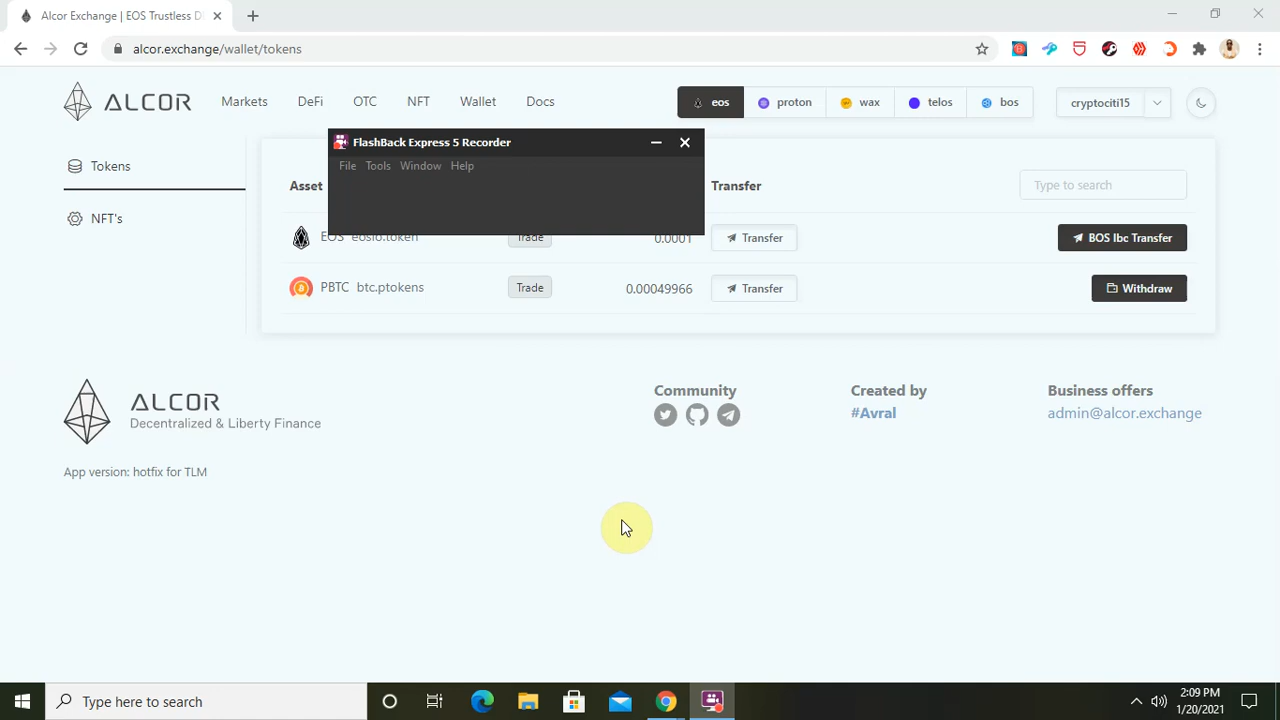 Alcor Exchange | EOS Trustless D
alcor.exchange/wallet/tokens
ALCOR
Markets
DeFi
OTC
NFT
Wallet
Docs
eos
proton
wax
telos
bos
cryptociti15
FlashBack Express 5 Recorder
File Tools Window Help
Tokens
NFT's
Asset
Transfer
Type to search
EOS eosio.token
Trade
0.0001
Transfer
BOS Ibc Transfer
PBTC btc.ptokens
Trade
0.00049966
Transfer
Withdraw
ALCOR
Decentralized & Liberty Finance
App version: hotfix for TLM
Community
Created by
#Avral
Business offers
admin@alcor.exchange
Type here to search
2:09 PM
1/20/2021